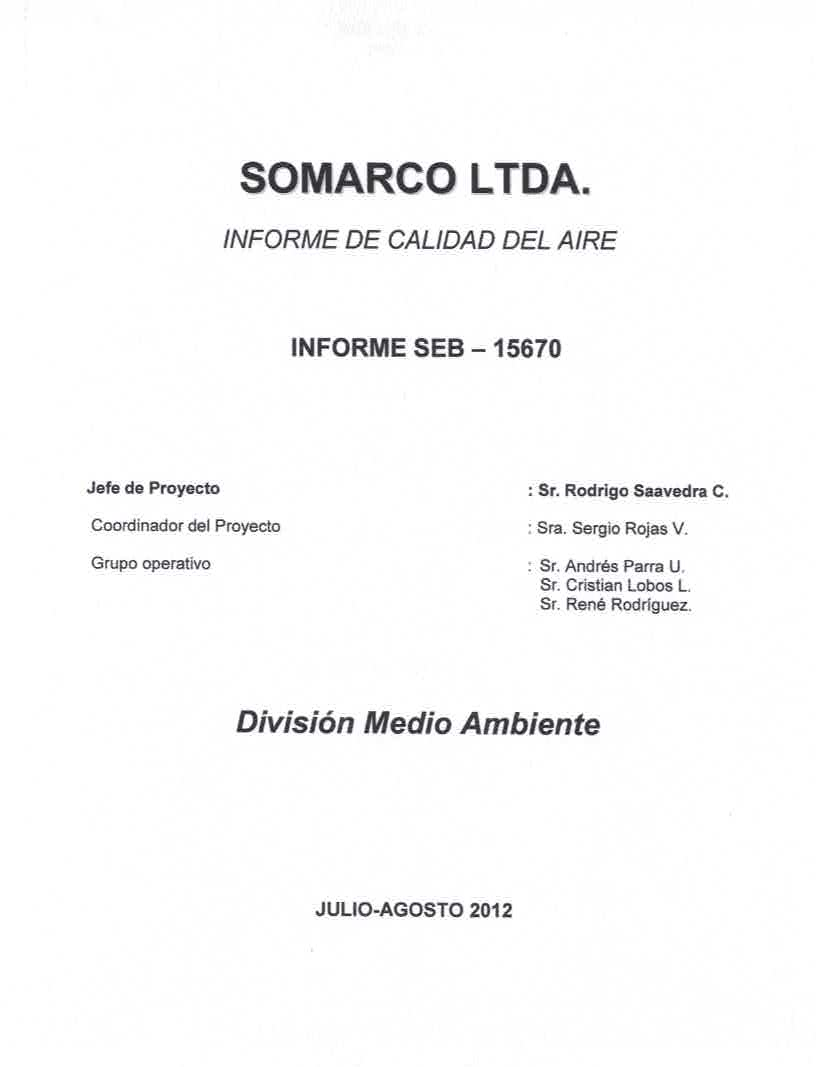 SOMARCO LTDA.
INFORME DE CALIDAD DEL AIRE
INFORME SEB – 15670
Jefe de Proyecto : Sr. Rodrigo Saavedra C.
Coordinador del Proyecto : Sra. Sergio Rojas V.
Grupo operativo : Sr. Andrés Parra U.
Sr. Cristian Lobos L.
Sr. René Rodríguez.
División Medio Ambiente
JULIO-AGOSTO 2012